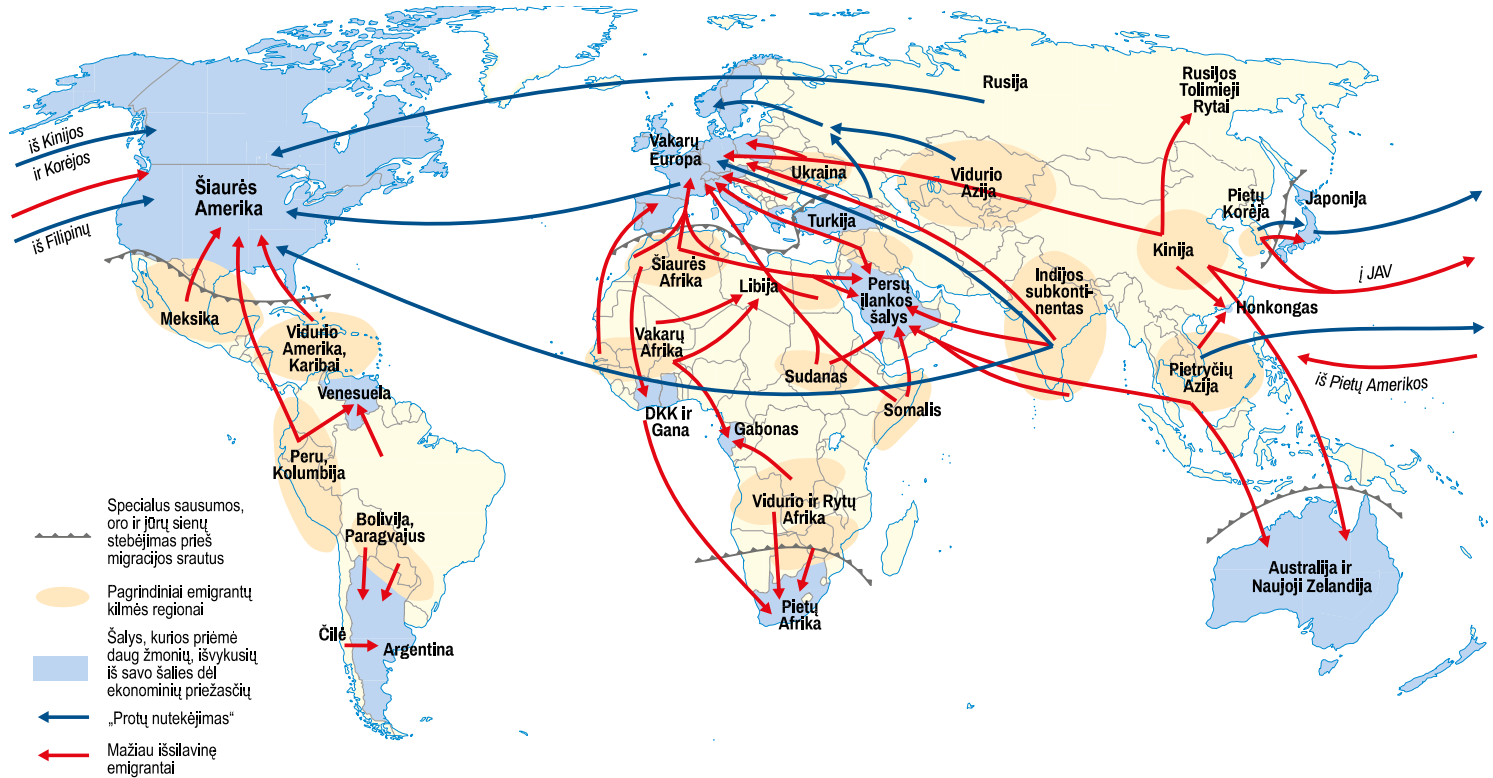 Rusija
Rusijos
Tolimieji
Rytai
iš Kinijos
ir Korėjos
iš Filipinų
Šiaurės
Amerika
Vakarų
Europa
Ukraina
Vidurio
Azija
Turkija
Pietų
Korėja
Japonija
Kinija
į JAV
Meksika
Vidurio
Amerika,
Karibai
Šiaurės
Afrika
Libija
Persų
įlankos
šalys
Indijos
subkonti-
nentas
Honkongas
Vakarų
Afrika
Sudanas
Somalis
Pietryčių
Azija
iš Pietų Amerikos
Venesuela
DKK ir
Gana
Gabonas
Peru,
Kolumbija
Vidurio ir Rytų
Afrika
Bolivija,
Paragvajus
Australija ir
Naujoji Zelandija
Pietų
Afrika
Čilė
Argentina
Specialus sausumos,
oro ir jūrų sienų
stebėjimas prieš
migracijos srautus
Pagrindiniai emigrantų
kilmės regionai
Šalys, kurios priėmė
daug žmonių, išvykusių
iš savo šalies dėl
ekonominių priežasčių
„Protų nutekėjimas“
Mažiau išsilavinę
emigrantai